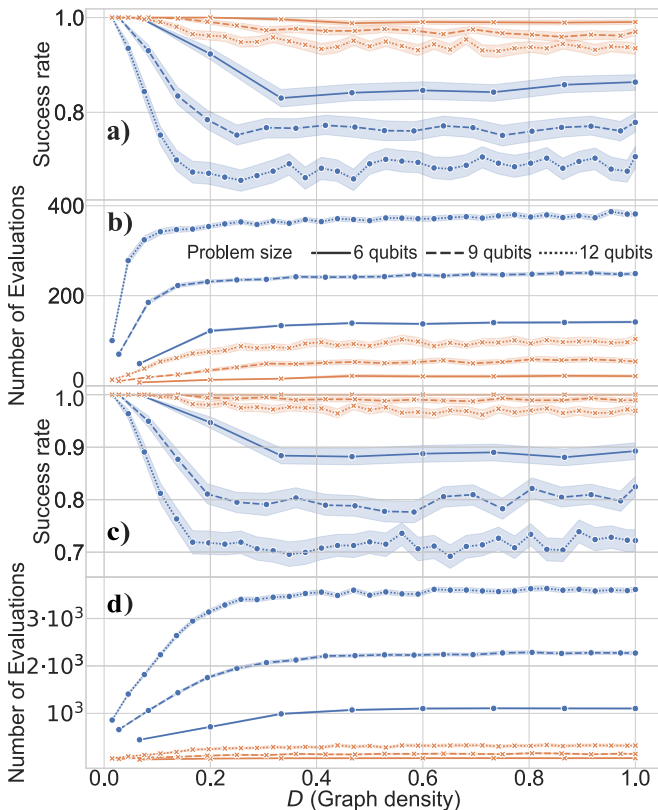 1.0
0.8
Success rate
a)
400
200
0
Number of Evaluations
b)
Problem size 6 qubits 9 qubits 12 qubits
1.0
0.9
0.8
0.7
Success rate
c)
3·10³
2·10³
10³
Number of Evaluations
d)
0.0 0.2 0.4 0.6 0.8 1.0
D (Graph density)